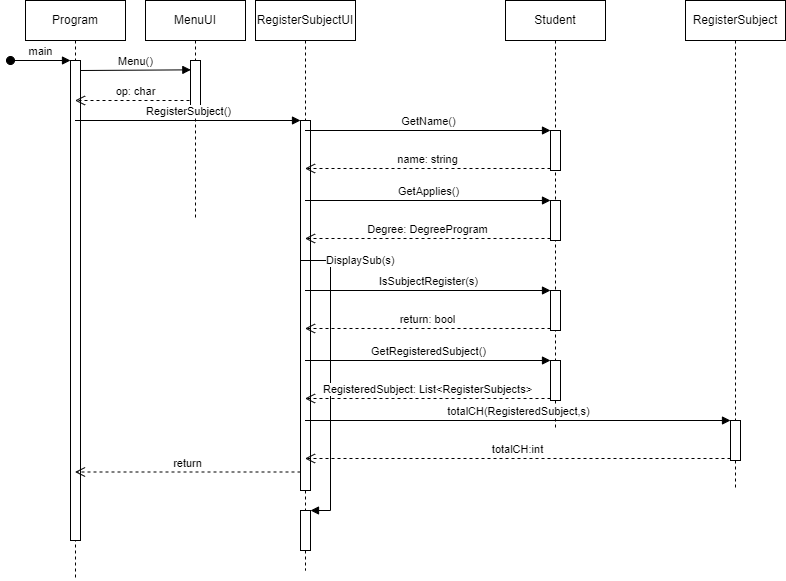 Program
MenuUI
RegisterSubjectUI
Student
RegisterSubject
main
Menu()
op: char
RegisterSubject()
GetName()
name: string
GetApplies()
Degree: DegreeProgram
DisplaySub(s)
IsSubjectRegister(s)
return: bool
GetRegisteredSubject()
RegisteredSubject: List<RegisterSubjects>
totalCH(RegisteredSubject,s)
totalCH:int
return